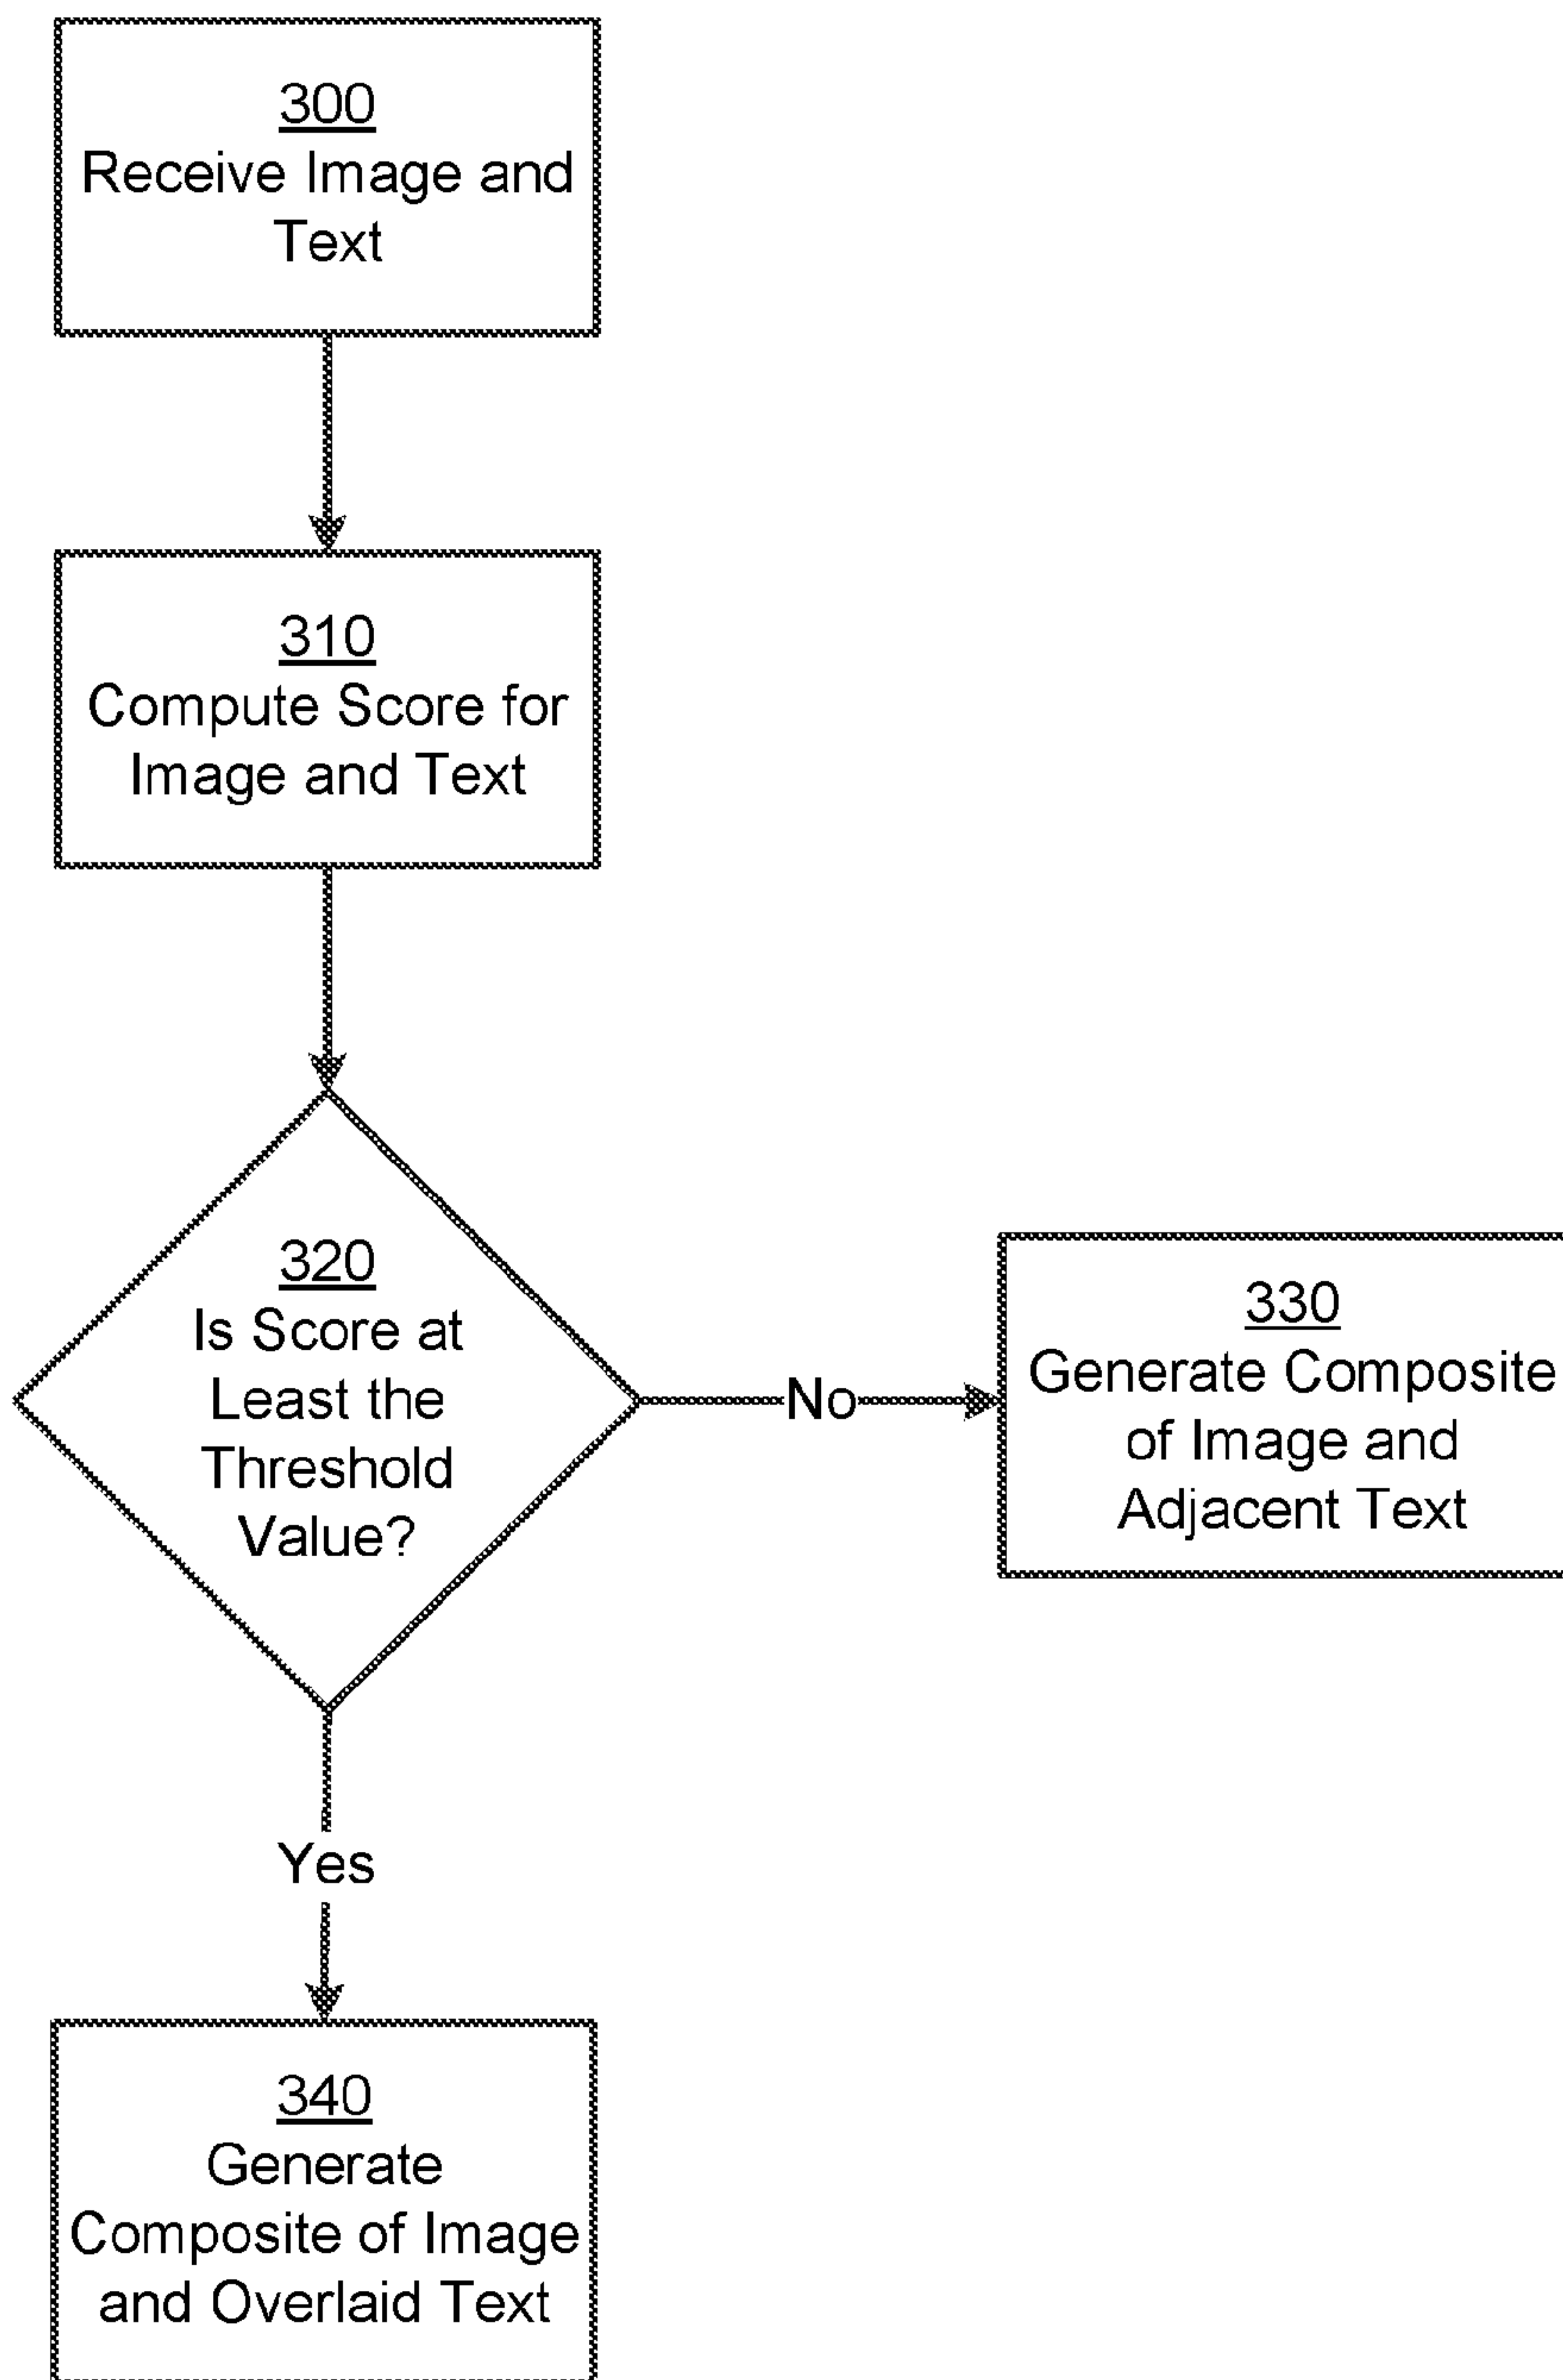 300
Receive Image and
Text
310
Compute Score for
Image and Text
320
Is Score at
Least the
Threshold
Value?
No
330
Generate Composite
of Image and
Adjacent Text
Yes
340
Generate
Composite of Image
and Overlaid Text